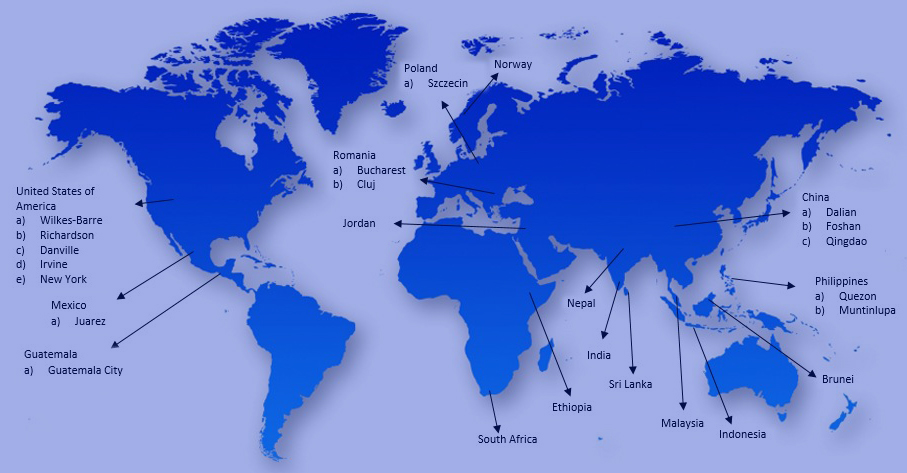 Norway
Poland
a) Szczecin
Romania
a) Bucharest
b) Cluj
United States of
America
a) Wilkes-Barre
b) Richardson
c) Danville
d) Irvine
e) New York
Jordan
China
a) Dalian
b) Foshan
c) Qingdao
Philippines
a) Quezon
b) Muntinlupa
Mexico
a) Juarez
Nepal
Guatemala
a) Guatemala City
India
Sri Lanka
Brunei
Ethiopia
Malaysia
Indonesia
South Africa